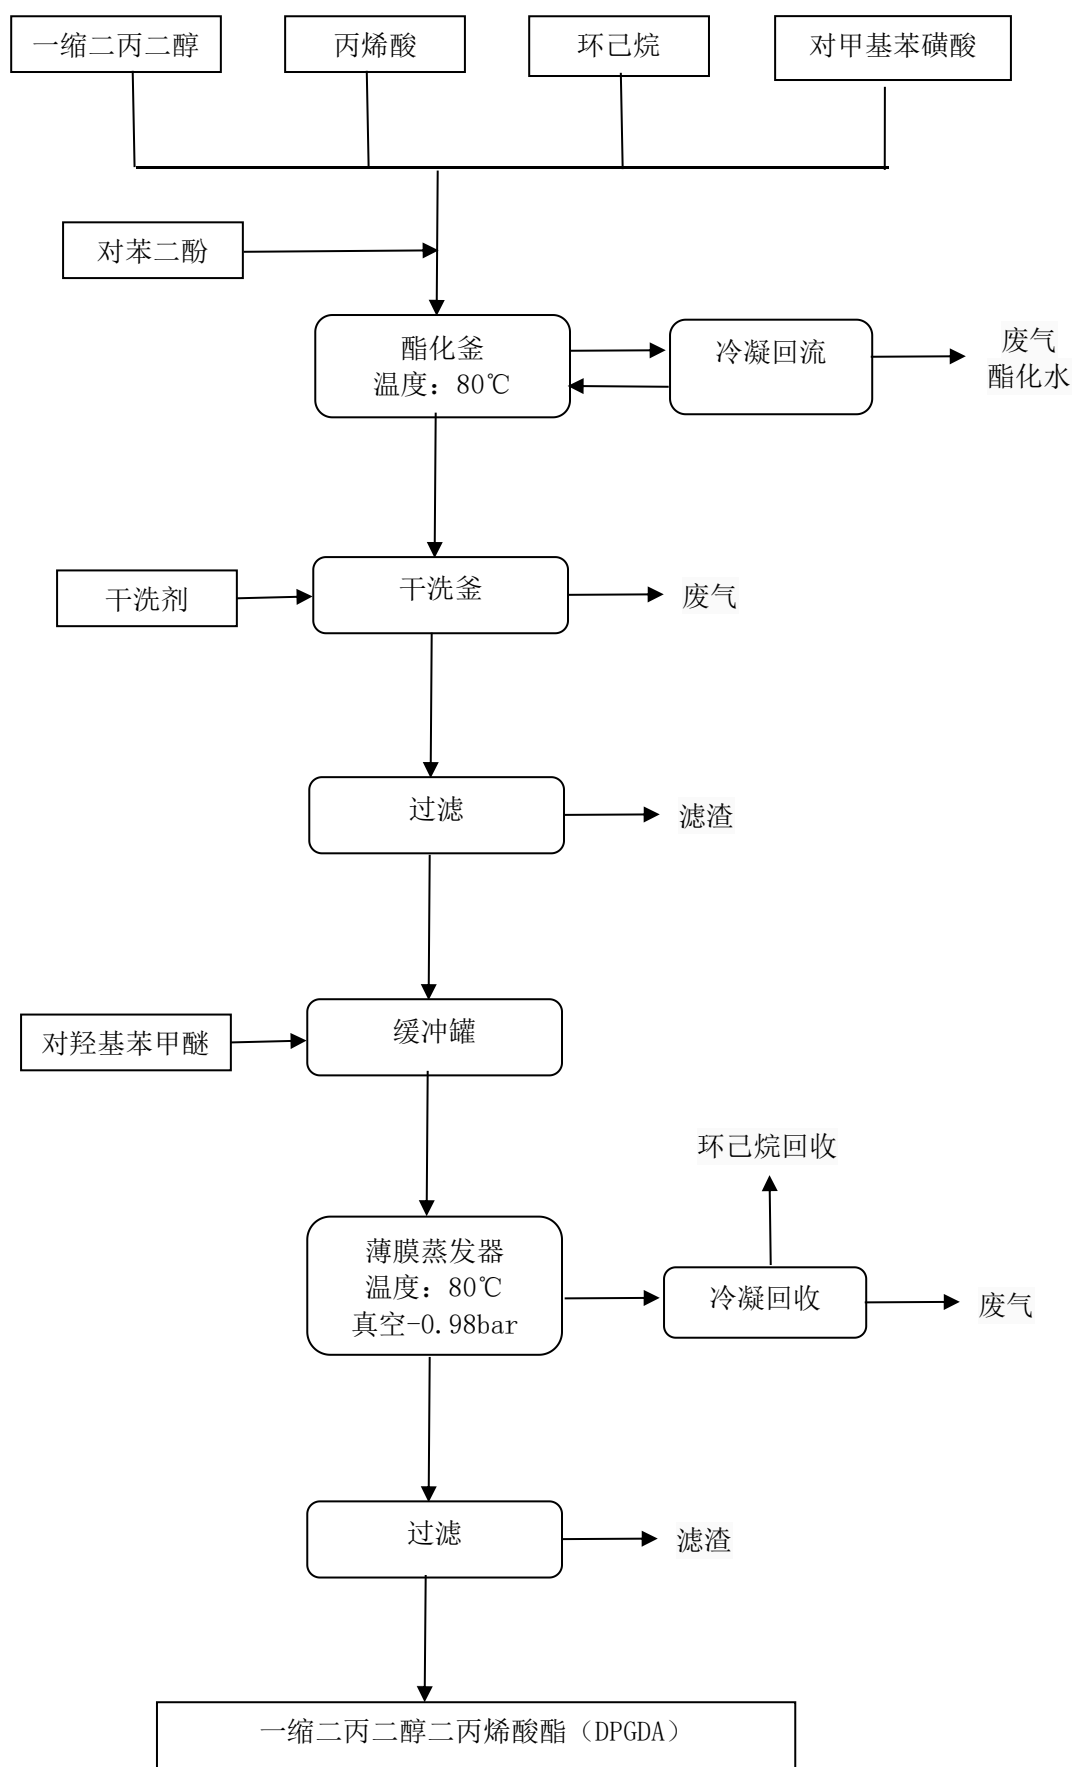 一缩二丙二醇
丙烯酸
环己烷
对甲基苯磺酸
对苯二酚
酯化釜
温度：80℃
冷凝回流
废气
酯化水
干洗剂
干洗釜
废气
过滤
滤渣
对羟基苯甲醚
缓冲罐
环己烷回收
薄膜蒸发器
温度：80℃
真空-0.98bar
冷凝回收
废气
过滤
滤渣
一缩二丙二醇二丙烯酸酯（DPGDA）